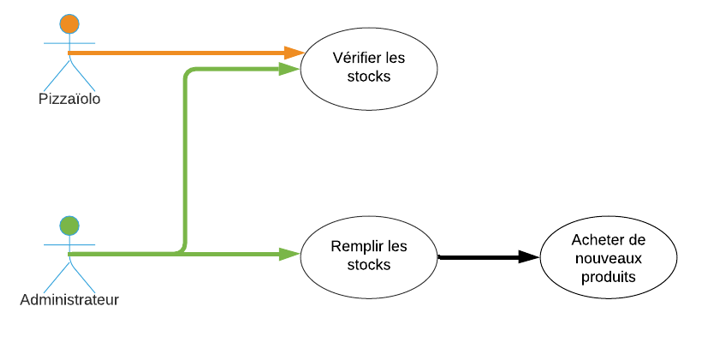 Vérifier les
stocks
Pizzaïolo
Remplir les
stocks
Acheter de
nouveaux
produits
Administrateur